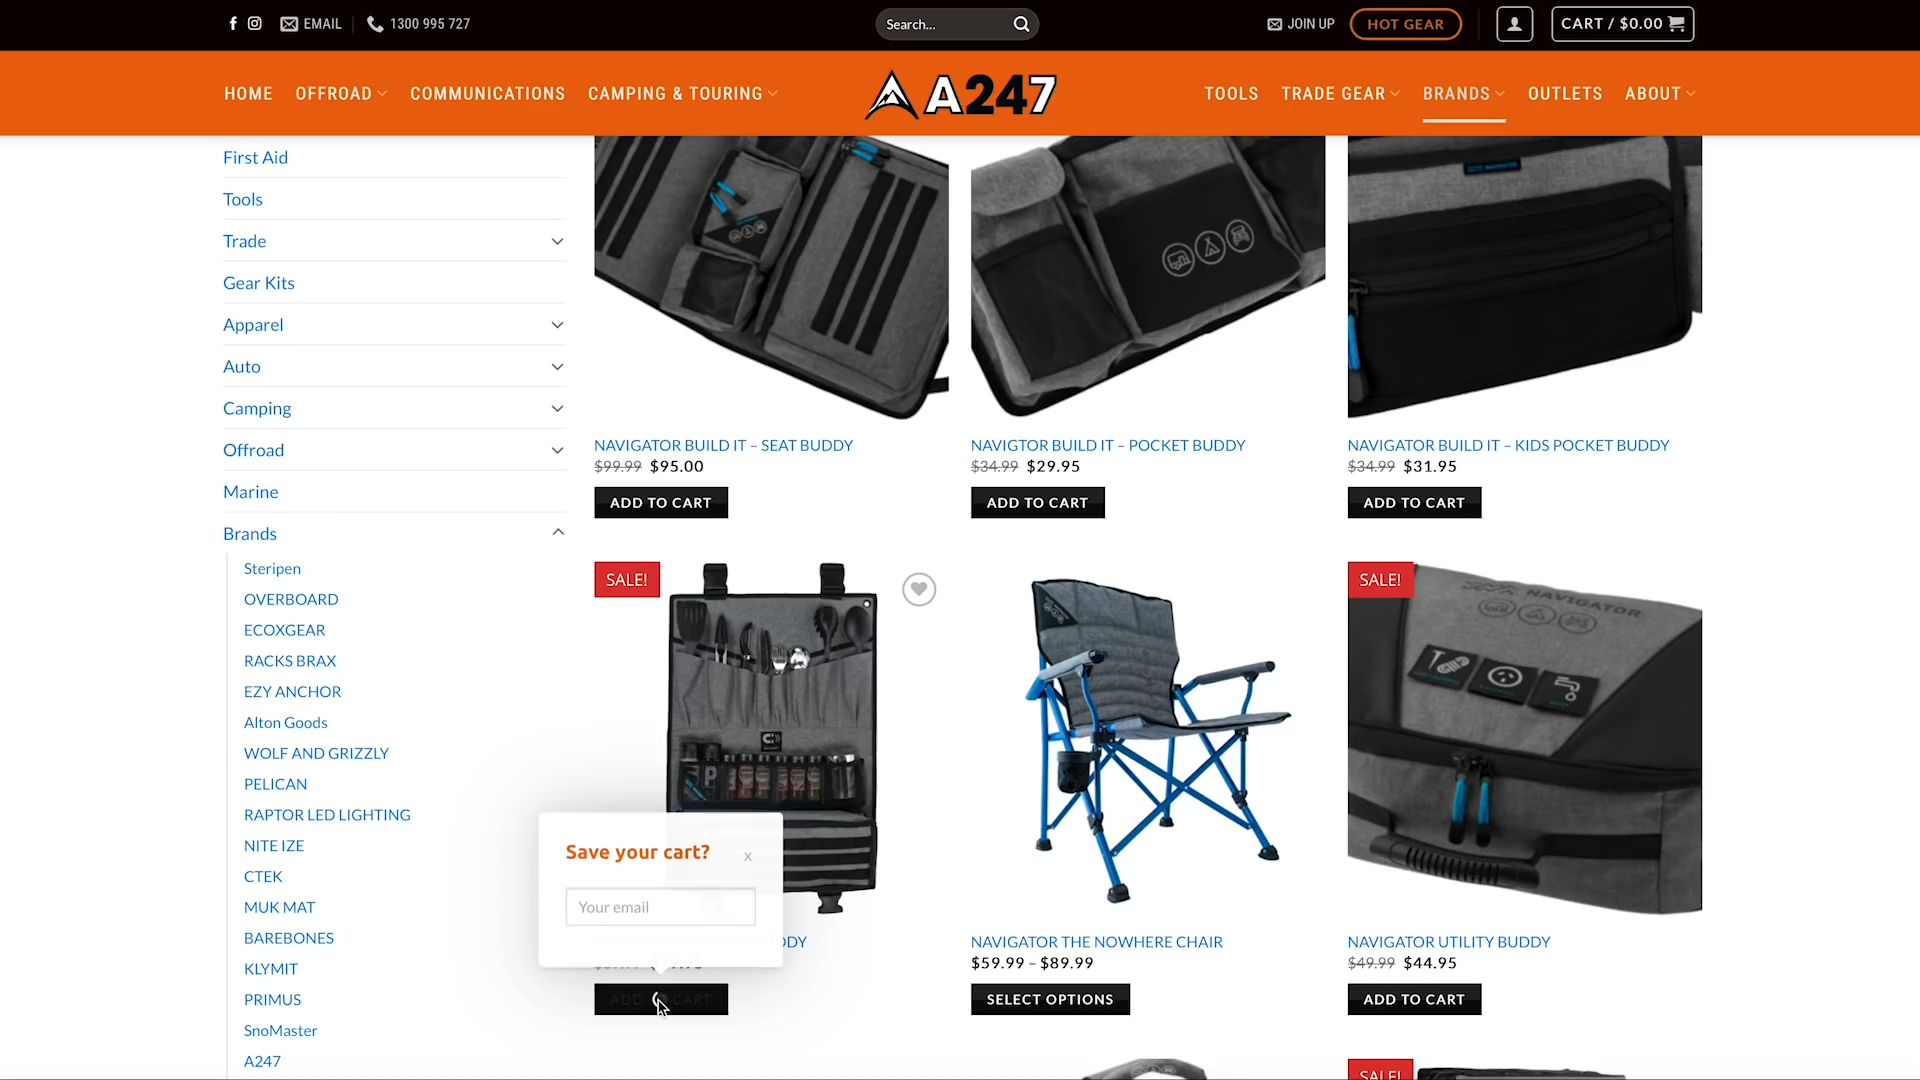 EMAIL
1300 995 727
Search...
JOIN UP
HOT GEAR
CART / $0.00
HOME
OFFROAD
COMMUNICATIONS
CAMPING & TOURING
A247
TOOLS
TRADE GEAR
BRANDS
OUTLETS
ABOUT
First Aid
Tools
Trade
Gear Kits
Apparel
Auto
Camping
Offroad
Marine
Brands
Steripen
OVERBOARD
ECOXGEAR
RACKS BRAX
EZY ANCHOR
Alton Goods
WOLF AND GRIZZLY
PELICAN
RAPTOR LED LIGHTING
NITE IZE
CTEK
MUK MAT
BAREBONES
KLYMIT
PRIMUS
SnoMaster
A247
NAVIGATOR BUILD IT – SEAT BUDDY
$99.99 $95.00
ADD TO CART
NAVIGTOR BUILD IT – POCKET BUDDY
$34.99 $29.95
ADD TO CART
NAVIGATOR BUILD IT – KIDS POCKET BUDDY
$34.99 $31.95
ADD TO CART
SALE!
Save your cart?
x
Your email
DDY
ADD CART
NAVIGATOR THE NOWHERE CHAIR
$59.99 – $89.99
SELECT OPTIONS
SALE!
NAVIGATOR
NAVIGATOR UTILITY BUDDY
$49.99 $44.95
ADD TO CART
SALE!